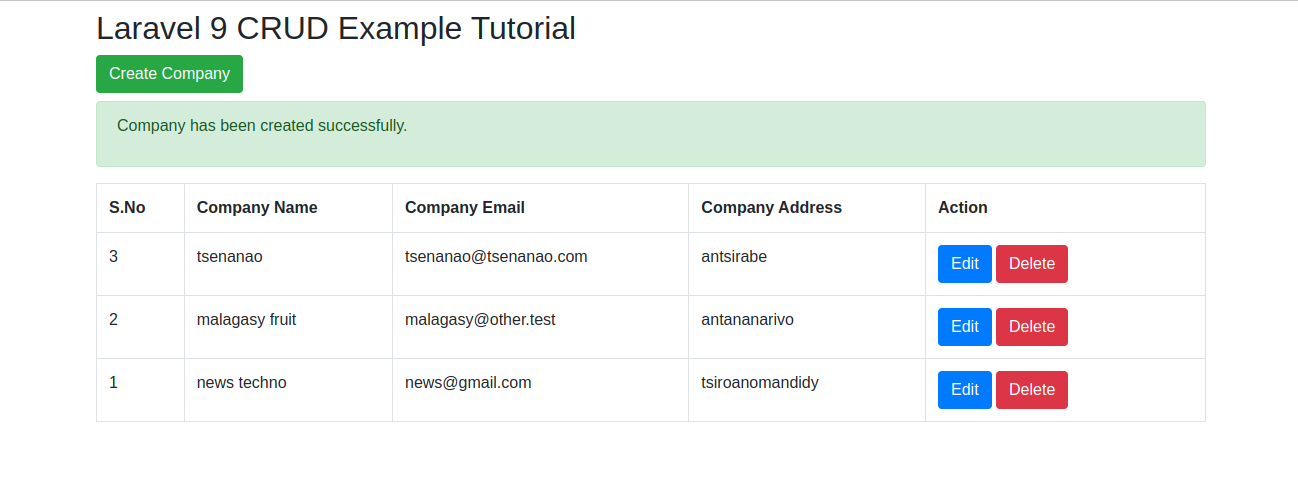 Laravel 9 CRUD Example Tutorial
Create Company
Company has been created successfully.
S.No Company Name Company Email Company Address Action
3 tsenanao tsenanao@tsenanao.com antsirabe Edit Delete
2 malagasy fruit malagasy@other.test antananarivo Edit Delete
1 news techno news@gmail.com tsiroanomandidy Edit Delete